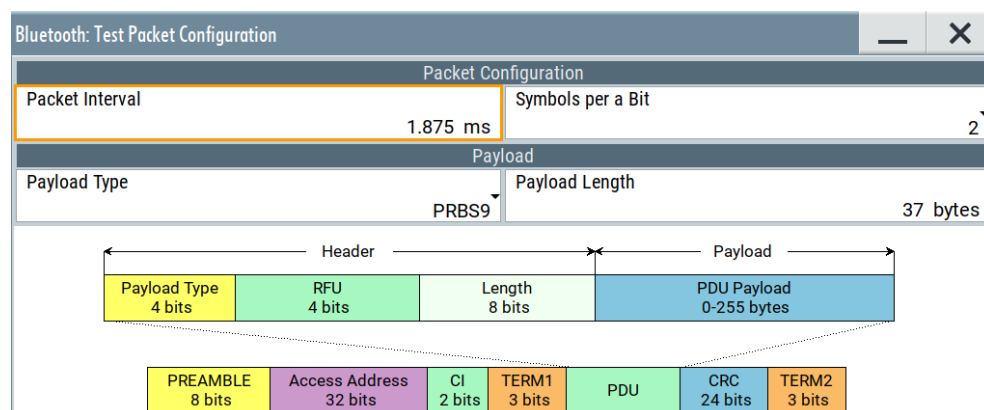 Bluetooth: Test Packet Configuration
Packet Configuration
Packet Interval
1.875 ms
Symbols per a Bit
2
Payload
Payload Type
PRBS9
Payload Length
37 bytes
Header
Payload
Payload Type
4 bits
RFU
4 bits
Length
8 bits
PDU Payload
0-255 bytes
PREAMBLE
8 bits
Access Address
32 bits
CI
2 bits
TERM1
3 bits
PDU
CRC
24 bits
TERM2
3 bits